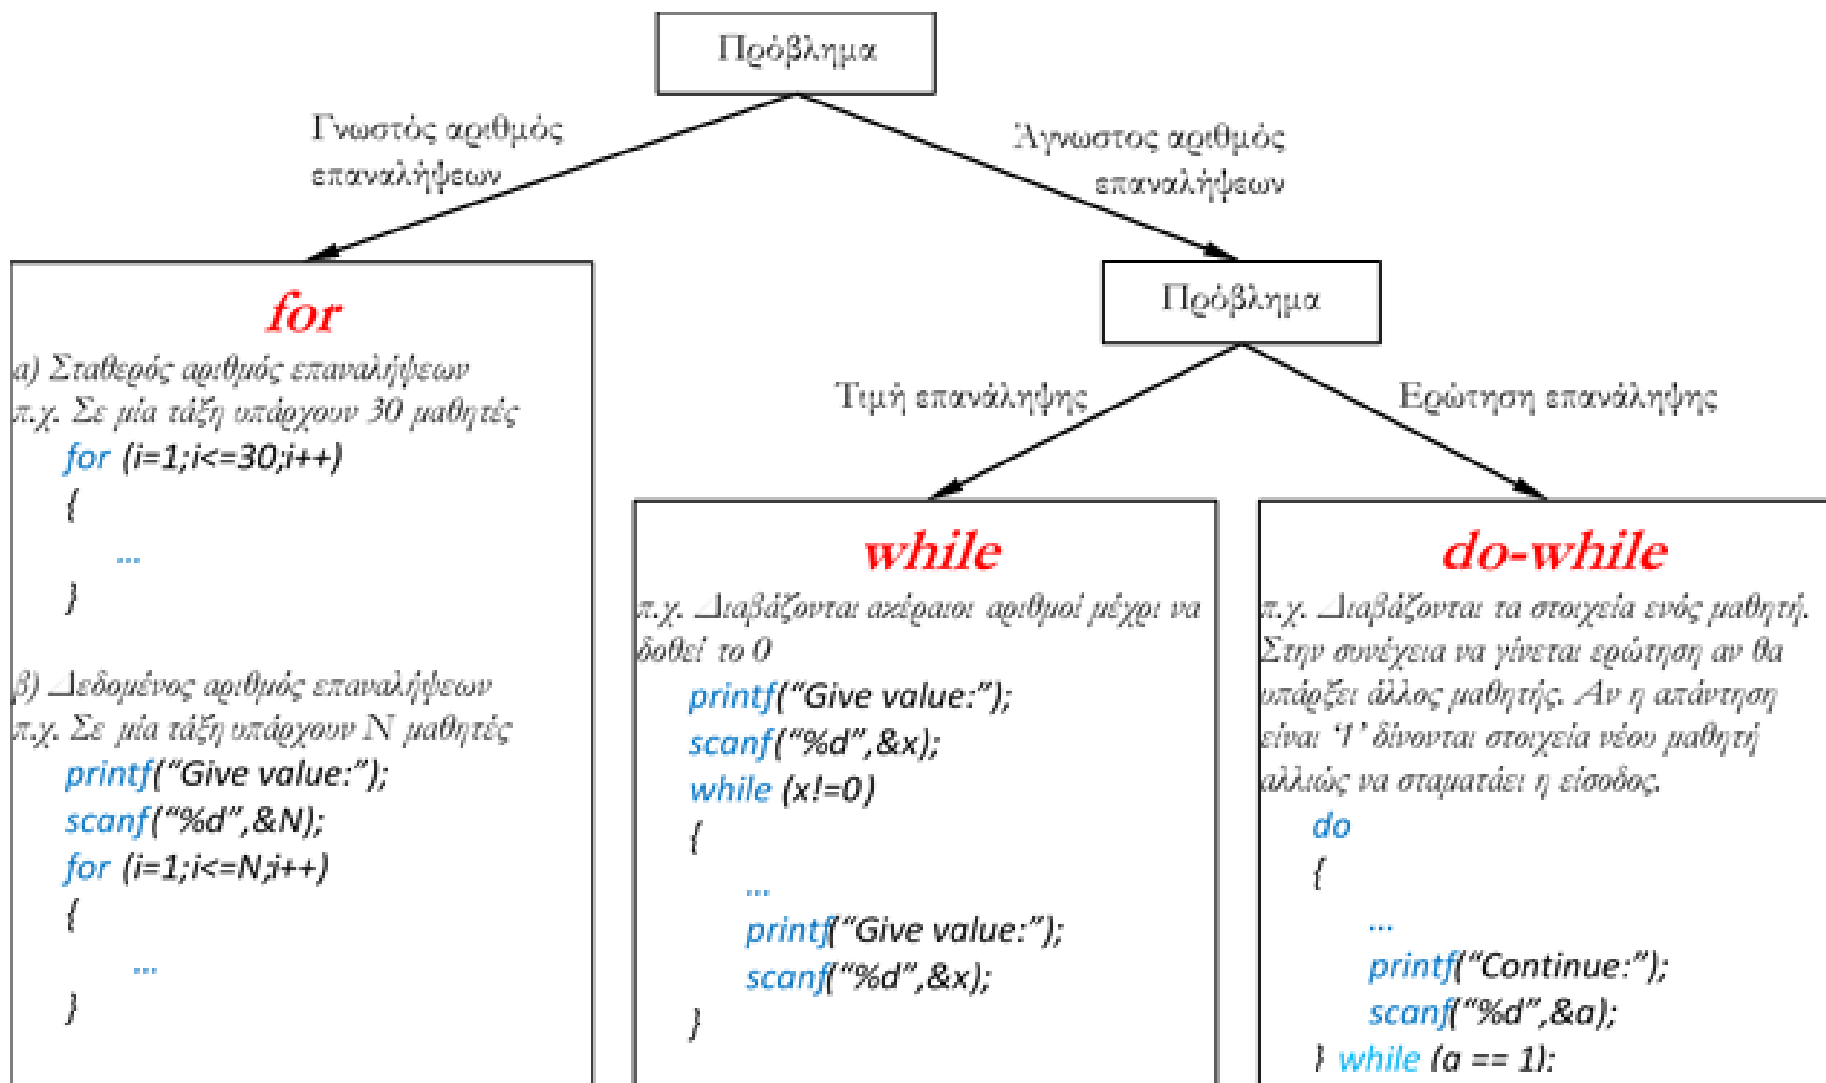 Πρόβλημα
Γνωστός αριθμός
επαναλήψεων
Άγνωστος αριθμός
επαναλήψεων
for
α) Σταθερός αριθμός επαναλήψεων
π.χ. Σε μία τάξη υπάρχουν 30 μαθητές
for (i=1;i<=30;i++)
{
...
}
β) Δεδομένος αριθμός επαναλήψεων
π.χ. Σε μία τάξη υπάρχουν N μαθητές
printf(“Give value:”);
scanf(“%d”,&N);
for (i=1;i<=N;i++)
{
...
}
Πρόβλημα
Τιμή επανάληψης
Ερώτηση επανάληψης
while
π.χ. Διαβάζονται ακέραιοι αριθμοί μέχρι να
δοθεί το 0
printf(“Give value:”);
scanf(“%d”,&x);
while (x!=0)
{
...
printf(“Give value:”);
scanf(“%d”,&x);
}
do-while
π.χ. Διαβάζονται τα στοιχεία ενός μαθητή.
Στην συνέχεια να γίνεται ερώτηση αν θα
υπάρξει άλλος μαθητής. Αν η απάντηση
είναι ‘1’ δίνονται στοιχεία νέου μαθητή
αλλιώς να σταματάει η είσοδος.
do
{
...
printf(“Continue:”);
scanf(“%d”,&a);
} while (a == 1);